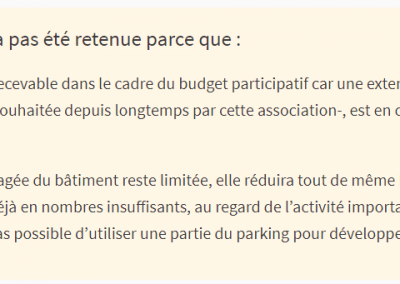 a pas été retenue parce que :
ecevable dans le cadre du budget participatif car une exten
ouhaitée depuis longtemps par cette association-, est en c
agée du bâtiment reste limitée, elle réduira tout de même
éjà en nombres insuffisants, au regard de l'activité importa
as possible d'utiliser une partie du parking pour développe